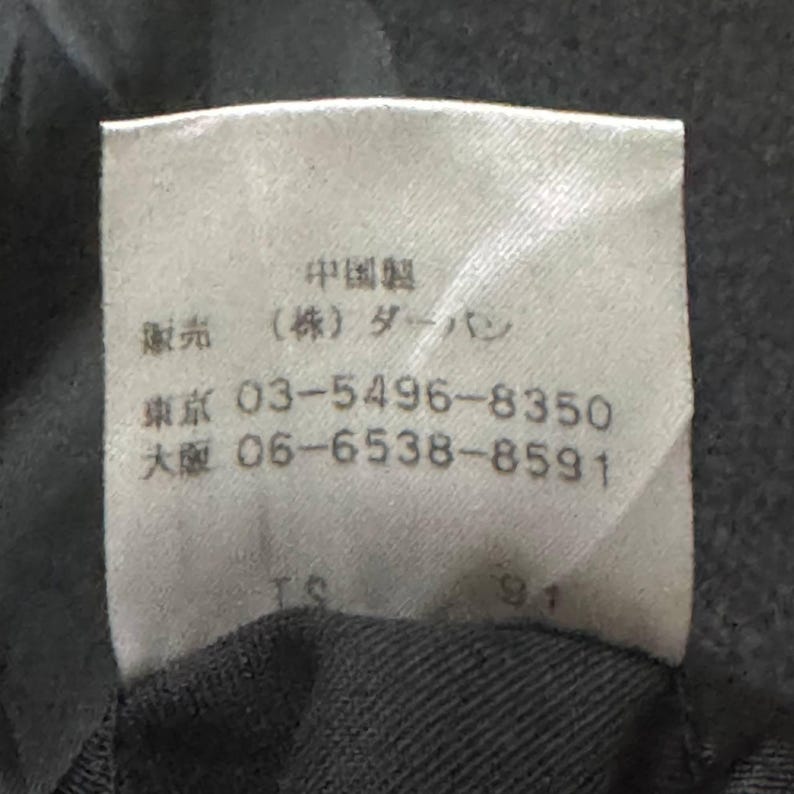 中国製
販売 (株)ダーバン
東京 03-5496-8350
大阪 06-6538-8591
91